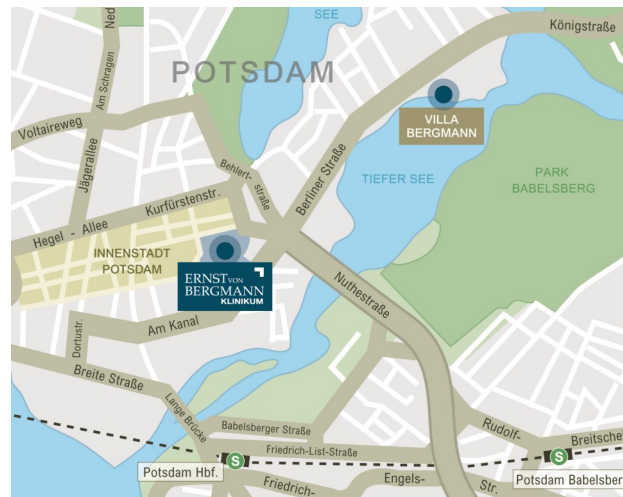 SEE
Ned
Königstraße
Am Schragen
POTSDAM
VILLA
BERGMANN
Voltaireweg
Jägerallee
Behlert-
straße
Berliner Straße
TIEFER SEE
PARK
BABELSBERG
Kurfürstenstr.
Hegel - Allee
INNENSTADT
POTSDAM
ERNST VON
BERGMANN
KLINIKUM
Nuthestraße
Am Kanal
Dortustr.
Breite Straße
Lange Brücke
Babelsberger Straße
Rudolf-
Breitsche
Friedrich-List-Straße
S
S
Potsdam Hbf.
Engels-
Potsdam Babelsber
Friedrich-
Str.